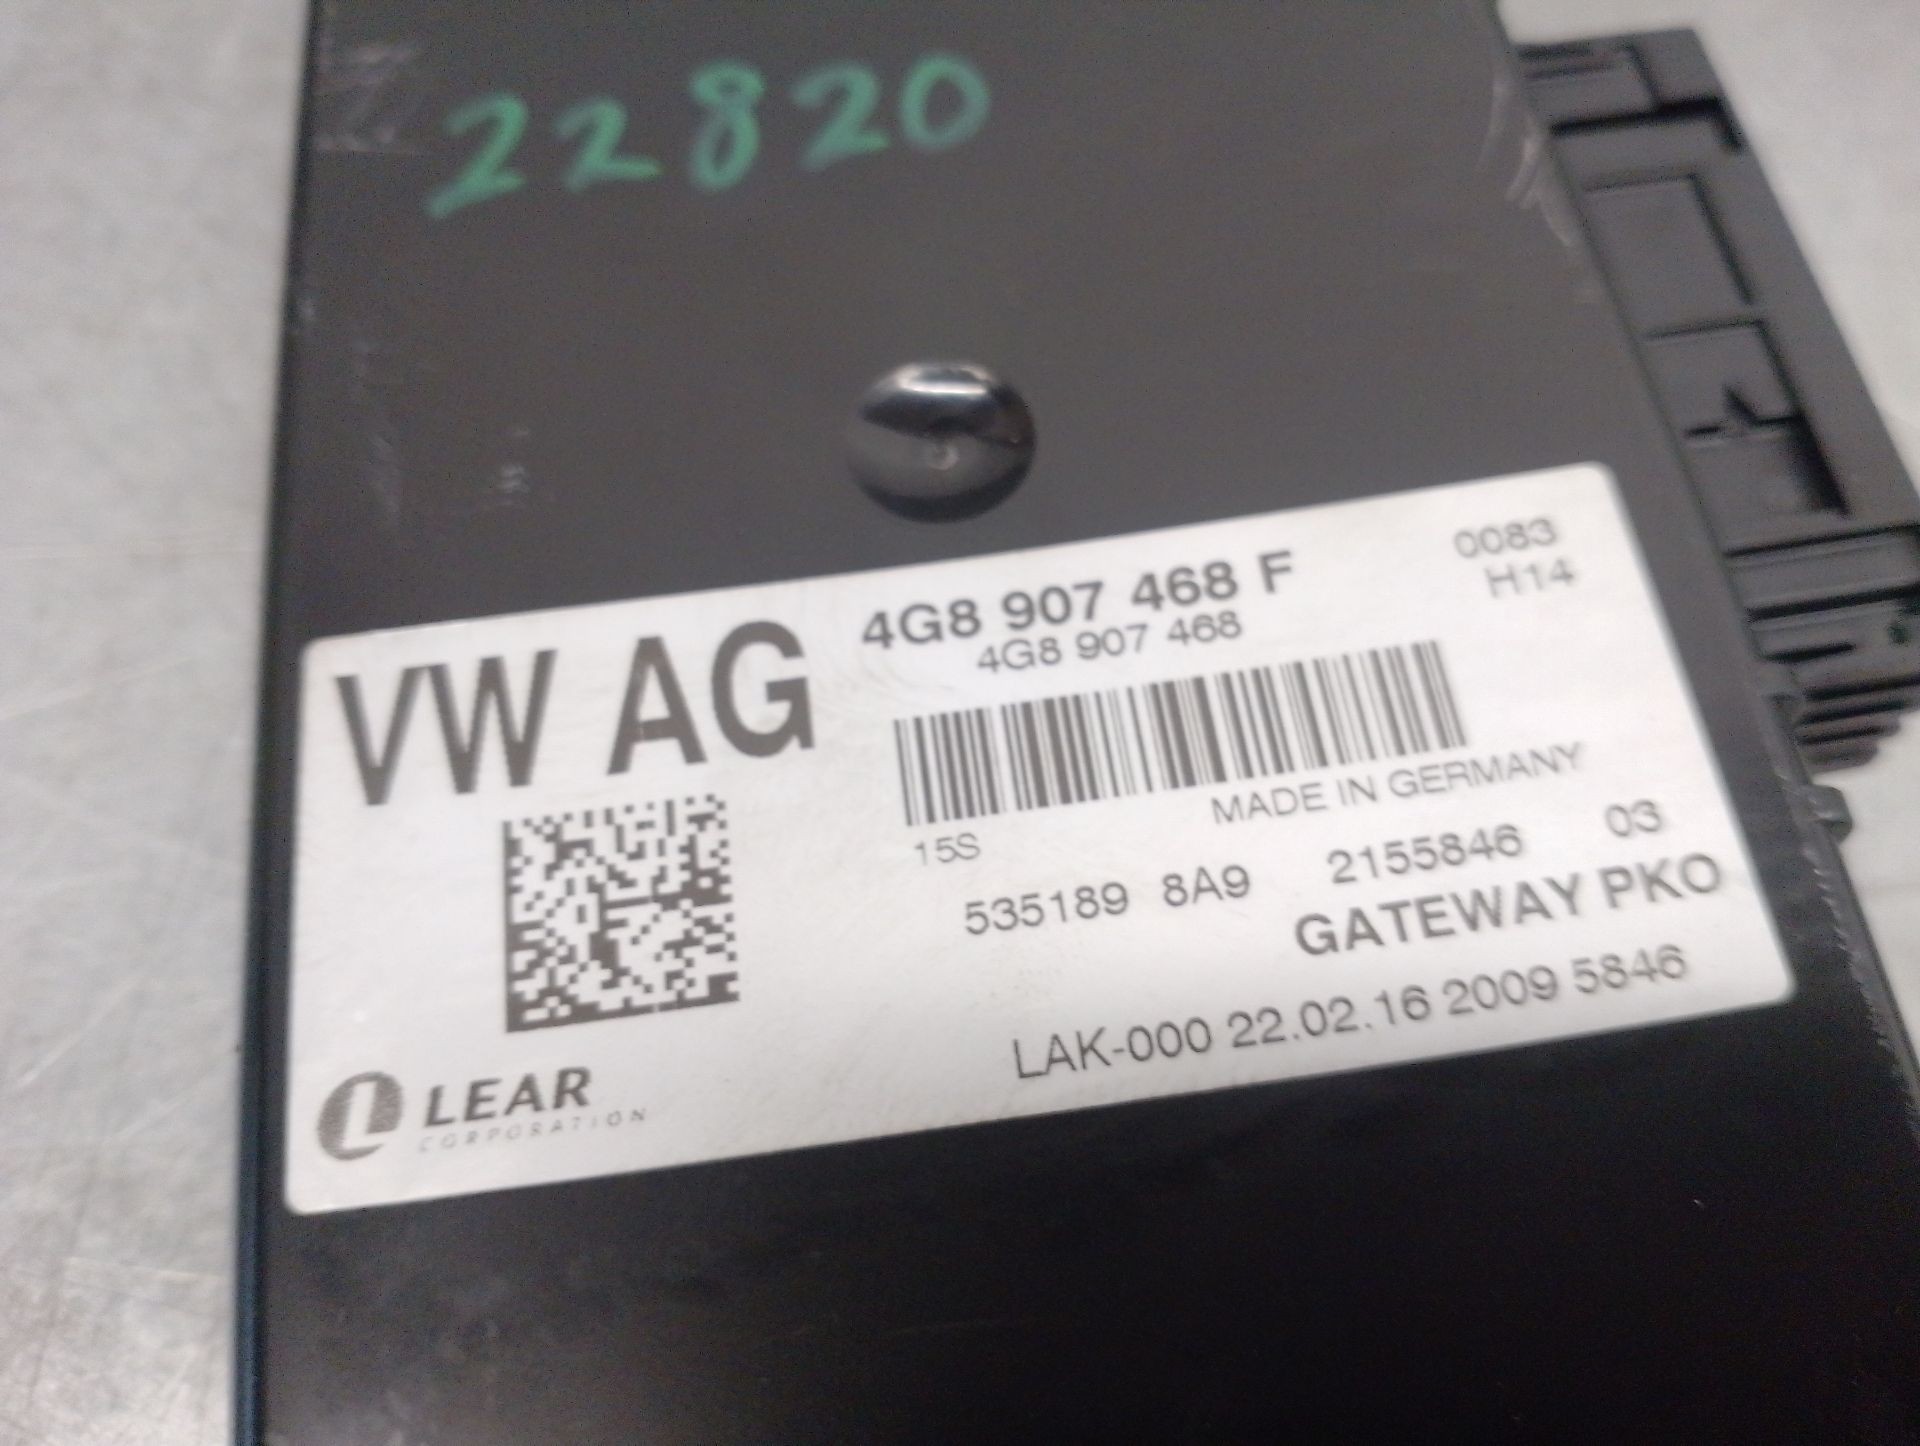 22820
4G8 907 468 F
0083
4G8 907 468
H14
VW AG
MADE IN GERMANY
15S
535189 8A9 2155846 03
GATEWAY PKO
LAK-000 22.02.16 2009 5846
LEAR
CORPORATION